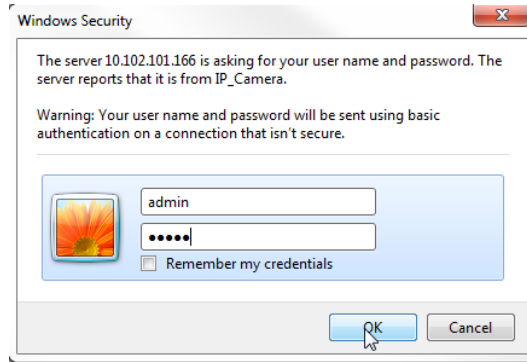 Windows Security
The server 10.102.101.166 is asking for your user name and password. The
server reports that it is from IP_Camera.
Warning: Your user name and password will be sent using basic
authentication on a connection that isn't secure.
admin
●●●●●
Remember my credentials
OK
Cancel